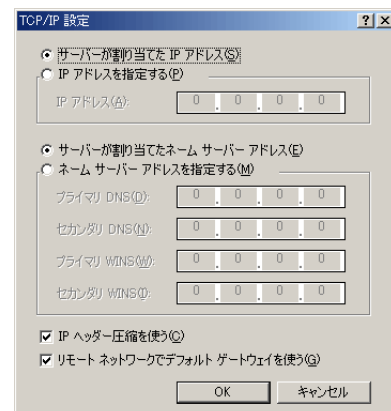 TCP/IP 設定
サーバーが割り当てた IP アドレス(S)
IP アドレスを指定する(P)
IP アドレス(A): 0 . 0 . 0 . 0
サーバーが割り当てたネーム サーバー アドレス(E)
ネーム サーバー アドレスを指定する(M)
プライマリ DNS(D): 0 . 0 . 0 . 0
セカンダリ DNS(N): 0 . 0 . 0 . 0
プライマリ WINS(W): 0 . 0 . 0 . 0
セカンダリ WINS(I): 0 . 0 . 0 . 0
IP ヘッダー圧縮を使う(C)
リモート ネットワークでデフォルト ゲートウェイを使う(G)
OK キャンセル